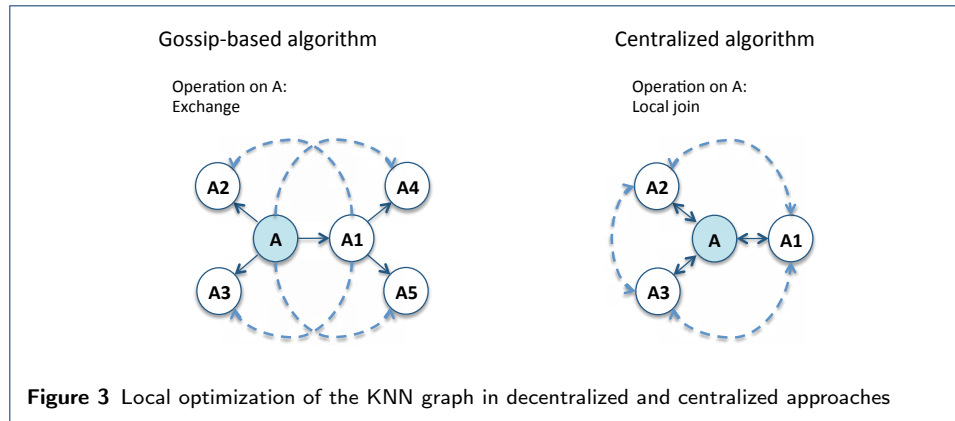 Gossip-based algorithm
Centralized algorithm
Operation on A:
Exchange
Operation on A:
Local join
A2
A4
A
A1
A3
A5
A2
A
A1
A3
Figure 3 Local optimization of the KNN graph in decentralized and centralized approaches